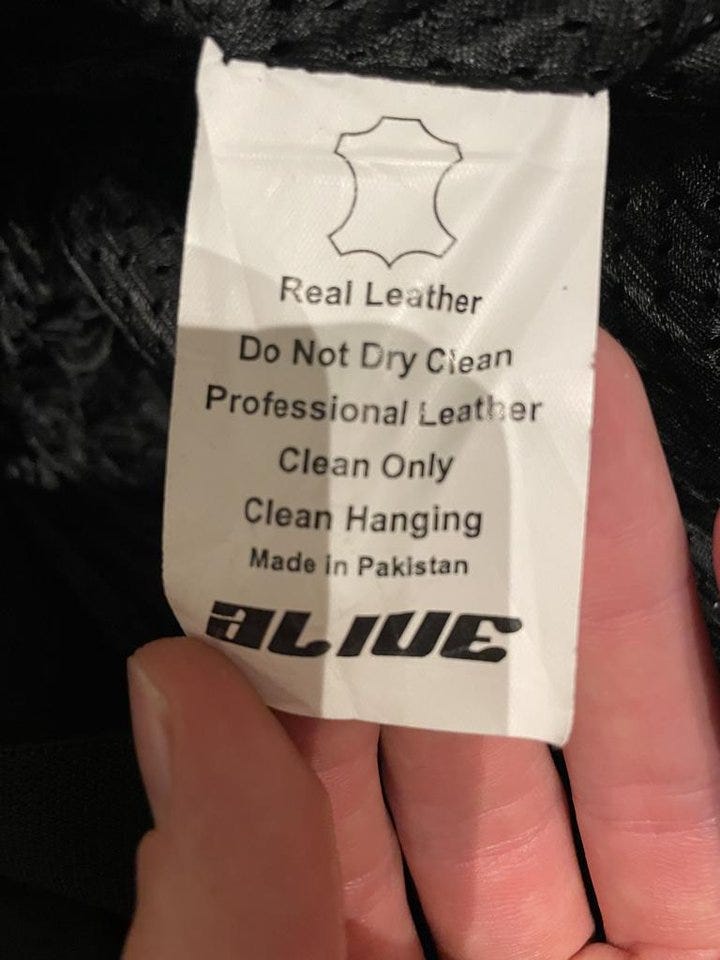 Real Leather
Do Not Dry Clean
Professional Leather
Clean Only
Clean Hanging
Made in Pakistan
aLIVE